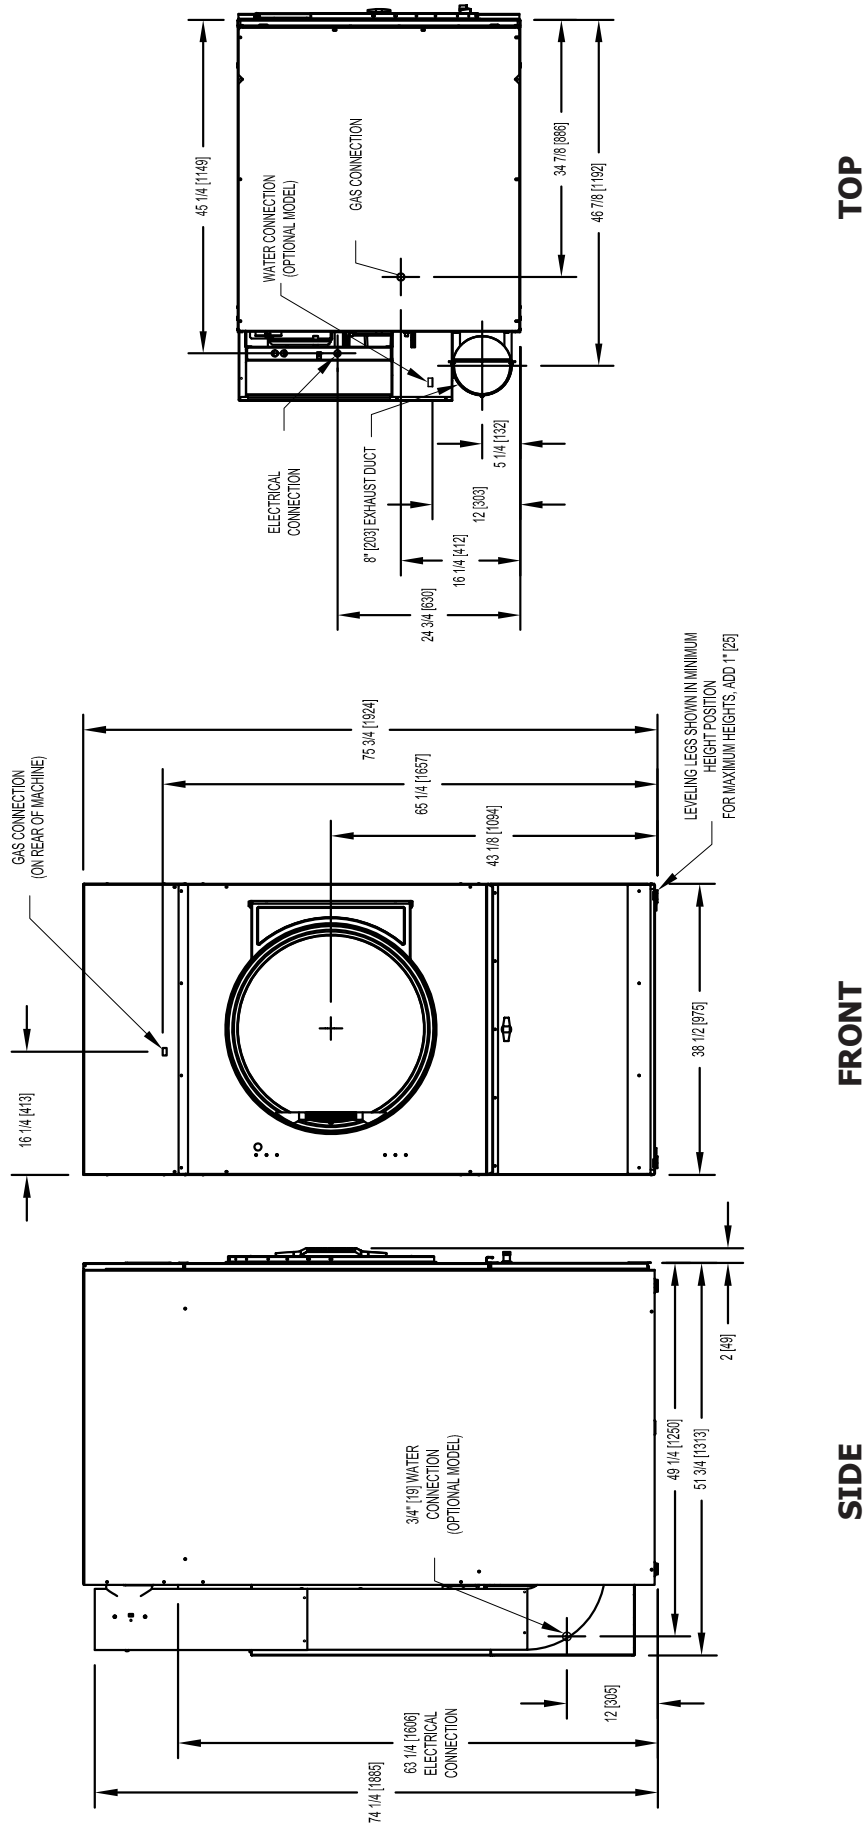 74 1/4 [1885]
63 1/4 [1606]
ELECTRICAL
CONNECTION
12 [305]
3/4" [19] WATER
CONNECTION
(OPTIONAL MODEL)
49 1/4 [1250]
51 3/4 [1313]
2 [49]
SIDE
16 1/4 [413]
GAS CONNECTION
(ON REAR OF MACHINE)
75 3/4 [1924]
65 1/4 [1657]
43 1/8 [1094]
38 1/2 [975]
LEVELING LEGS SHOWN IN MINIMUM
HEIGHT POSITION
FOR MAXIMUM HEIGHTS, ADD 1" [25]
FRONT
45 1/4 [1149]
WATER CONNECTION
(OPTIONAL MODEL)
GAS CONNECTION
34 7/8 [886]
46 7/8 [1192]
ELECTRICAL
CONNECTION
8" [203] EXHAUST DUCT
24 3/4 [630]
16 1/4 [412]
12 [303]
5 1/4 [132]
TOP